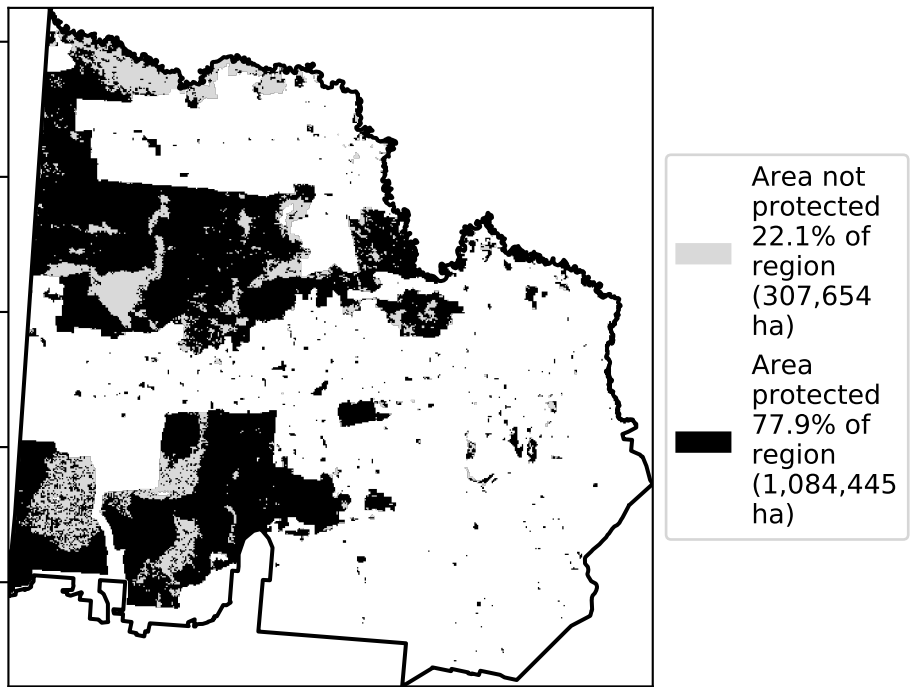 Area not
protected
22.1% of
region
(307,654
ha)
Area
protected
77.9% of
region
(1,084,445
ha)